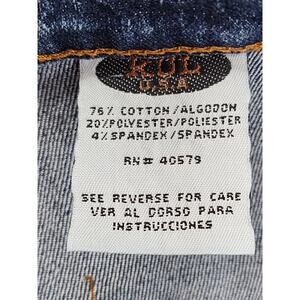 RJL
U.S.A
76% COTTON/ALGODON
20%POLYESTER/POLIESTER
4% SPANDEX/SPANDEX
RN# 40579
SEE REVERSE FOR CARE
VER AL DORSO PARA
INSTRUCCIONES